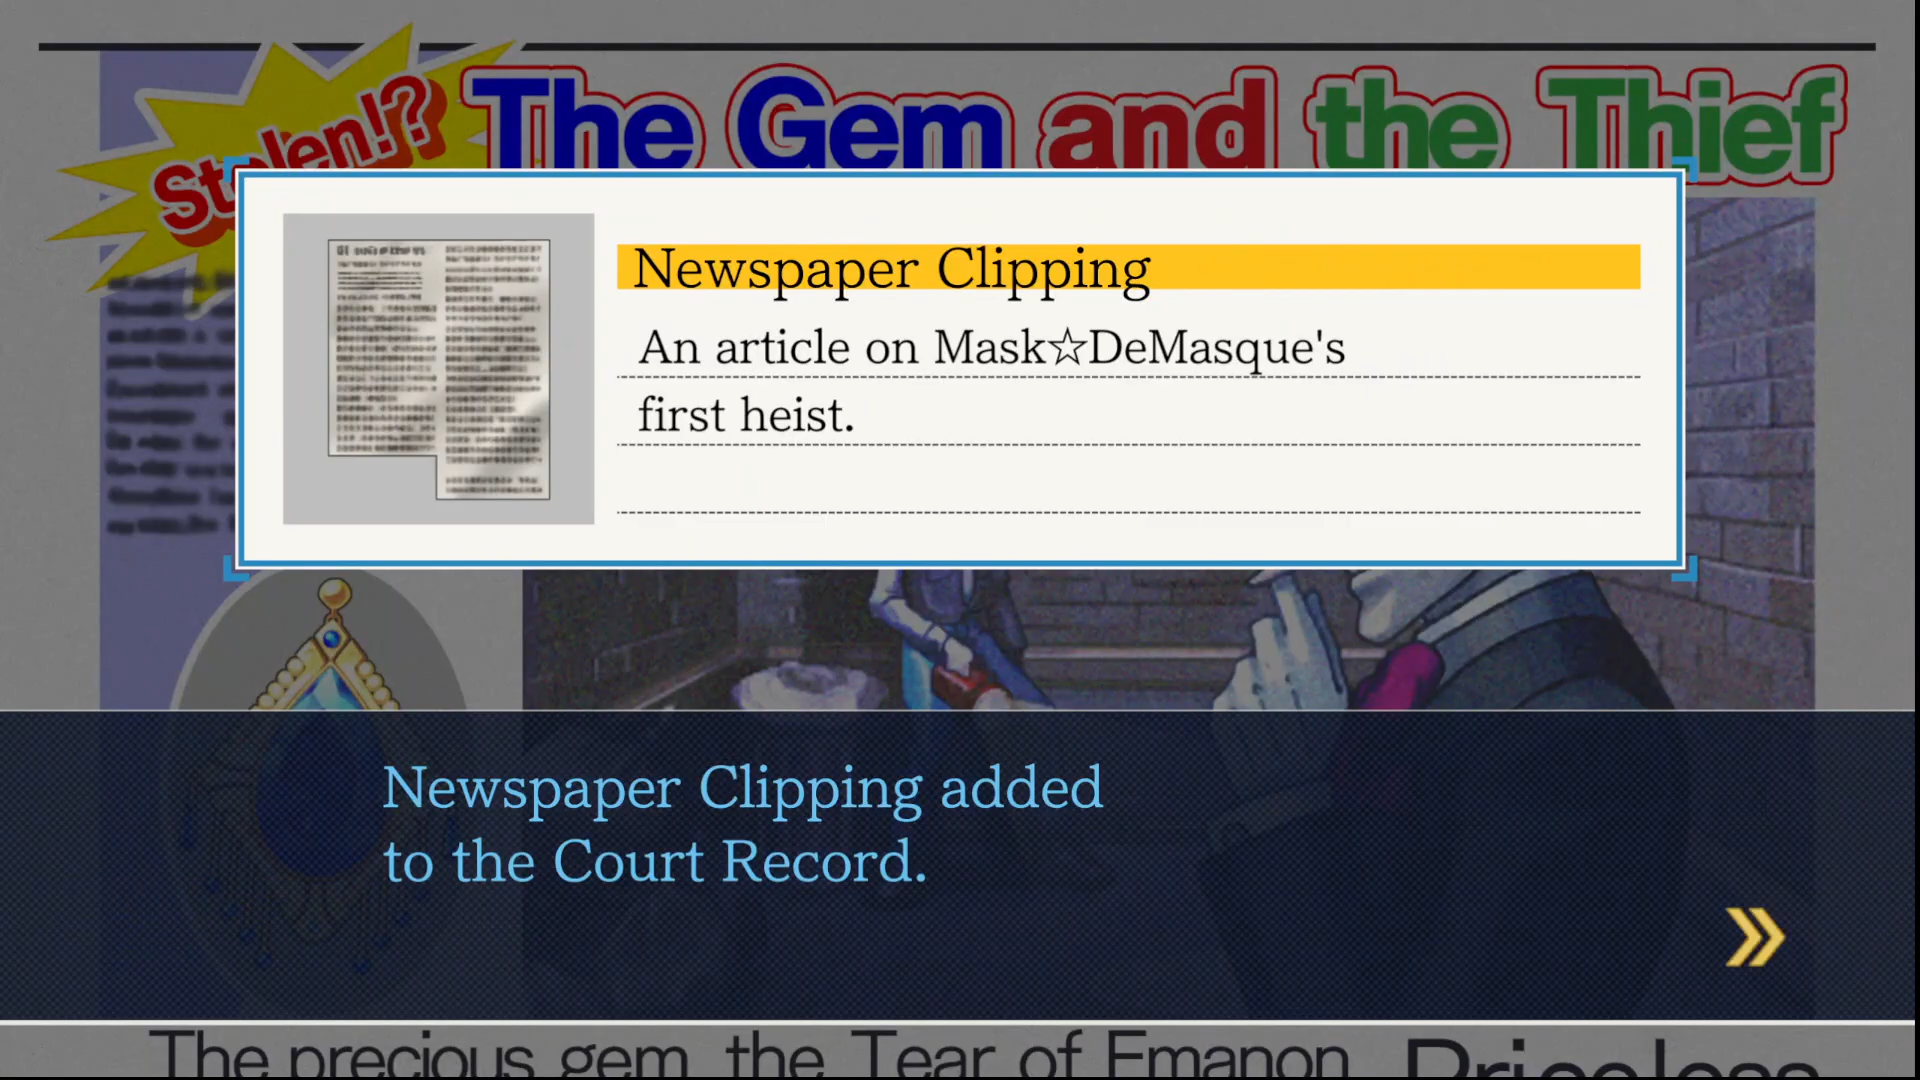 Stolen!?
The Gem and the Thief
Newspaper Clipping
An article on Mask☆DeMasque's
first heist.
Newspaper Clipping added
to the Court Record.
The precious gem, the Tear of Emanon
Priceless